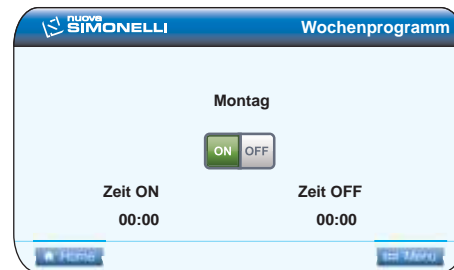 nuova
SIMONELLI Wochenprogramm
Montag
ON OFF
Zeit ON Zeit OFF
00:00 00:00
Home Menu